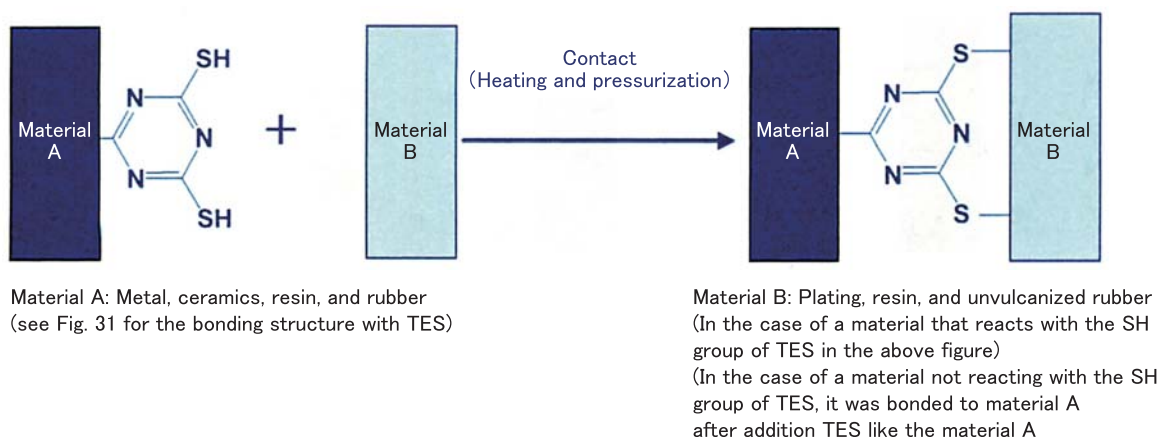 SH
N
N
N
SH
Material
A
+
Material
B
Contact
(Heating and pressurization)
Material
A
N
N
N
S
S
Material
B
Material A: Metal, ceramics, resin, and rubber
(see Fig. 31 for the bonding structure with TES)
Material B: Plating, resin, and unvulcanized rubber
(In the case of a material that reacts with the SH
group of TES in the above figure)
(In the case of a material not reacting with the SH
group of TES, it was bonded to material A
after addition TES like the material A